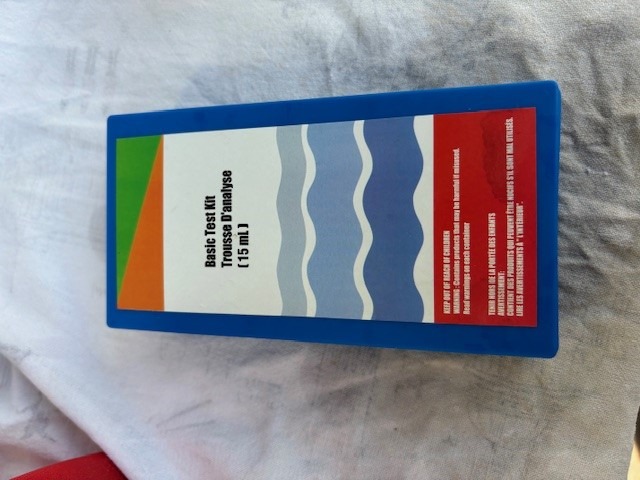 Basic Test Kit
Trousse D'analyse
( 15 mL )
KEEP OUT OF REACH OF CHILDREN
WARNING : Contains products that may be harmful if misused.
Read warnings on each container
TENIR HORS DE LA PORTEE DES ENFANTS
AVERTISSEMENT:
CONTIENT DES PRODUITS QUI PEUVENT ÊTRE NOCIFS S'IL SONT MAL UTILISÉS.
LIRE LES AVERTISSEMENTS À "L'INTERIEUR".